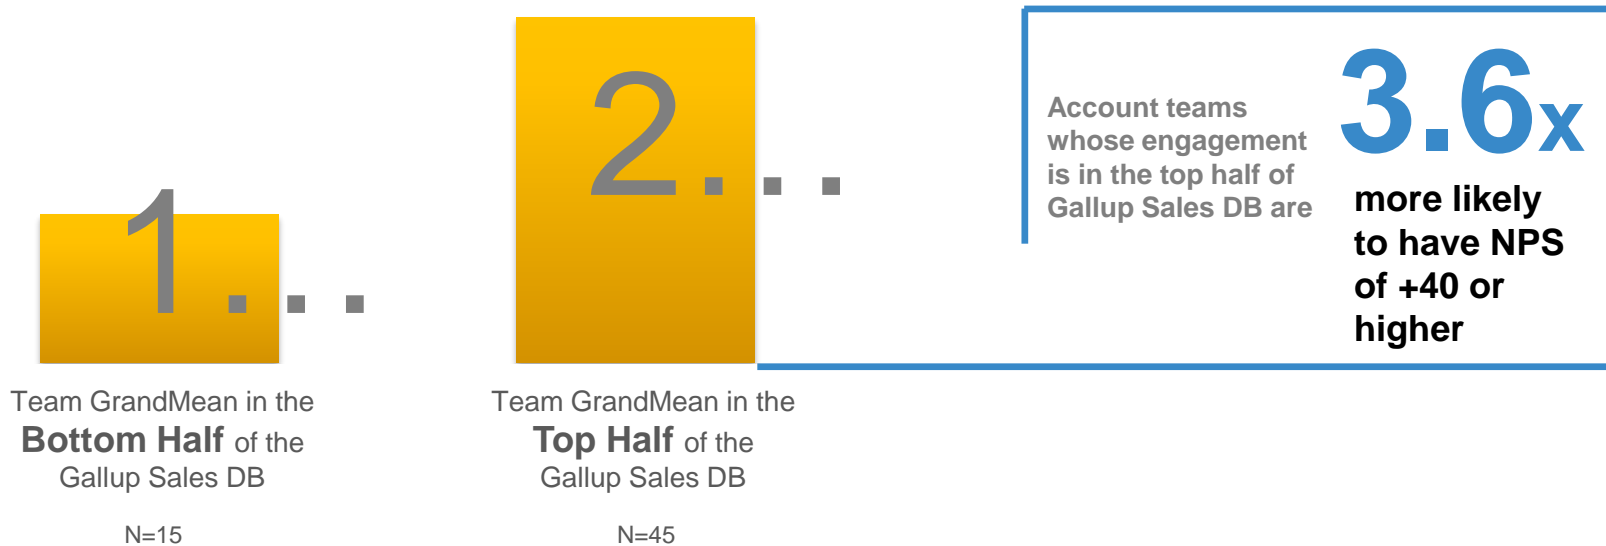 1...
2...
Account teams
whose engagement
is in the top half of
Gallup Sales DB are
3.6x
more likely
to have NPS
of +40 or
higher
Team GrandMean in the
Bottom Half of the
Gallup Sales DB
N=15
Team GrandMean in the
Top Half of the
Gallup Sales DB
N=45